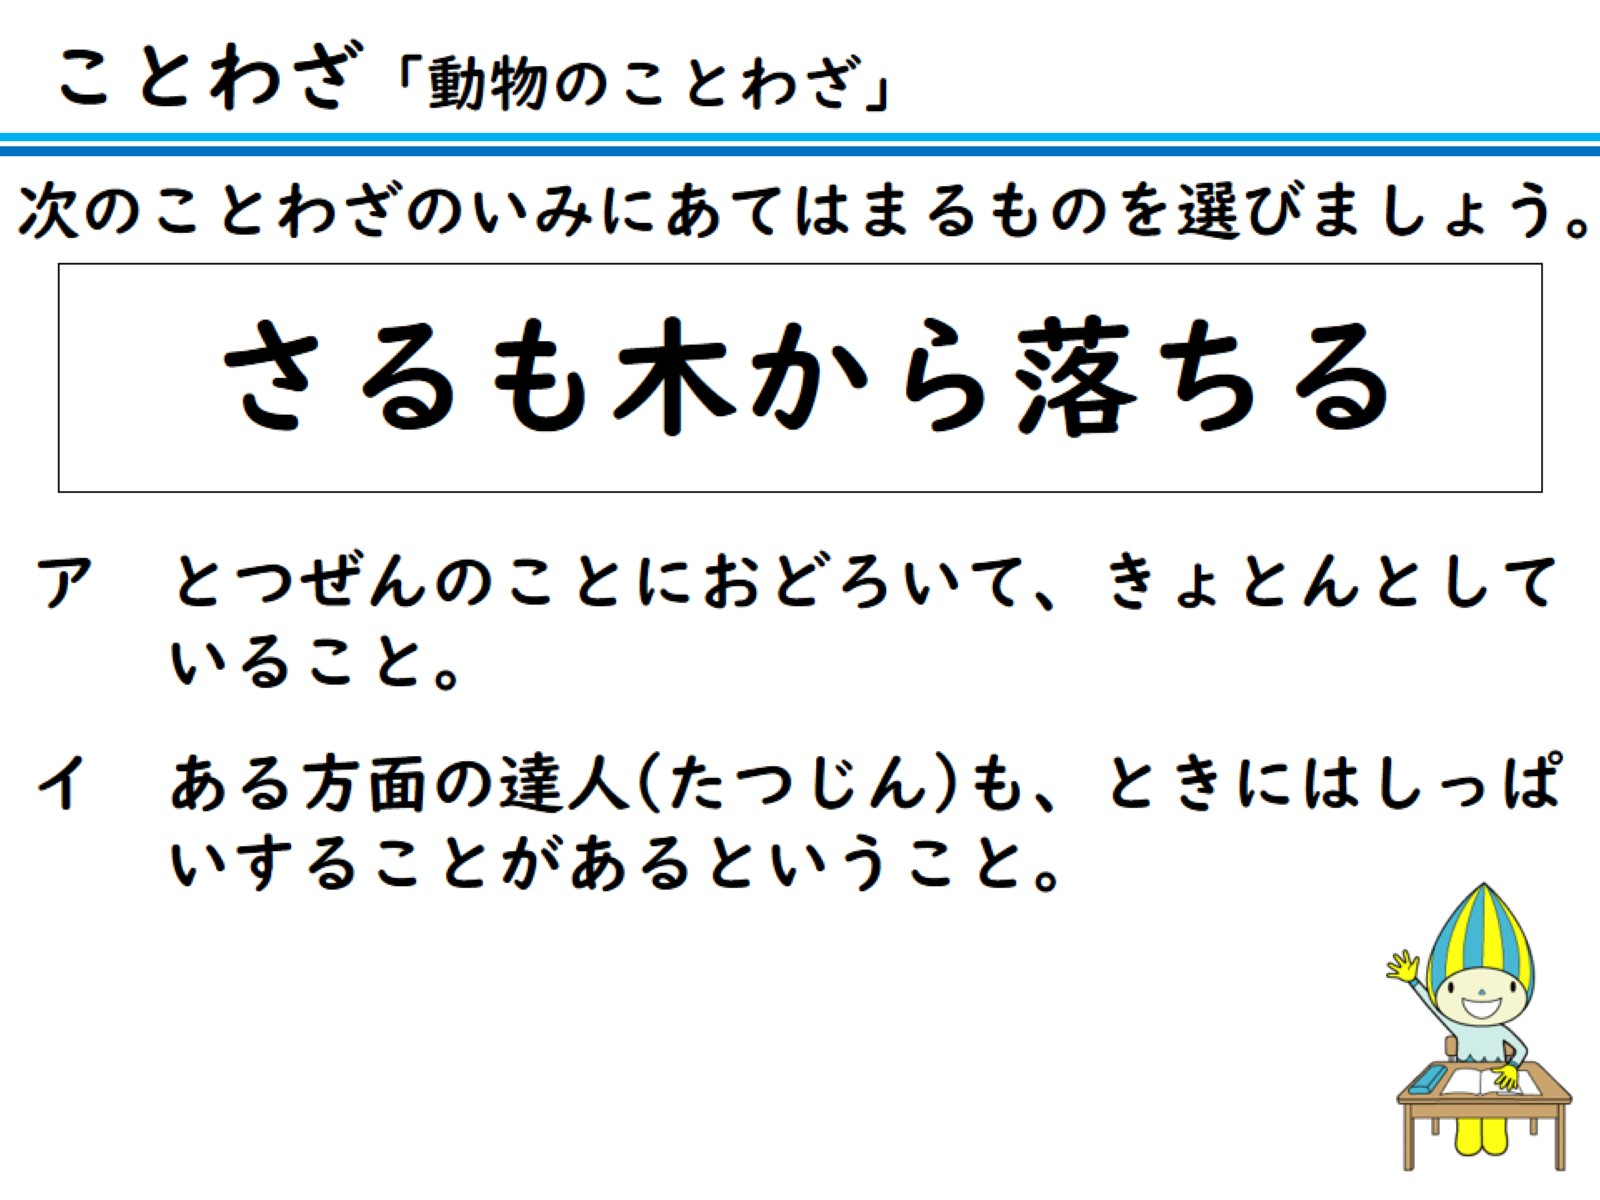 ことわざ「動物のことわざ」
次のことわざのいみにあてはまるものを選びましょう。
さるも木から落ちる
ア　とつぜんのことにおどろいて、きょとんとして
いること。
イ　ある方面の達人(たつじん)も、ときにはしっぱ
いすることがあるということ。